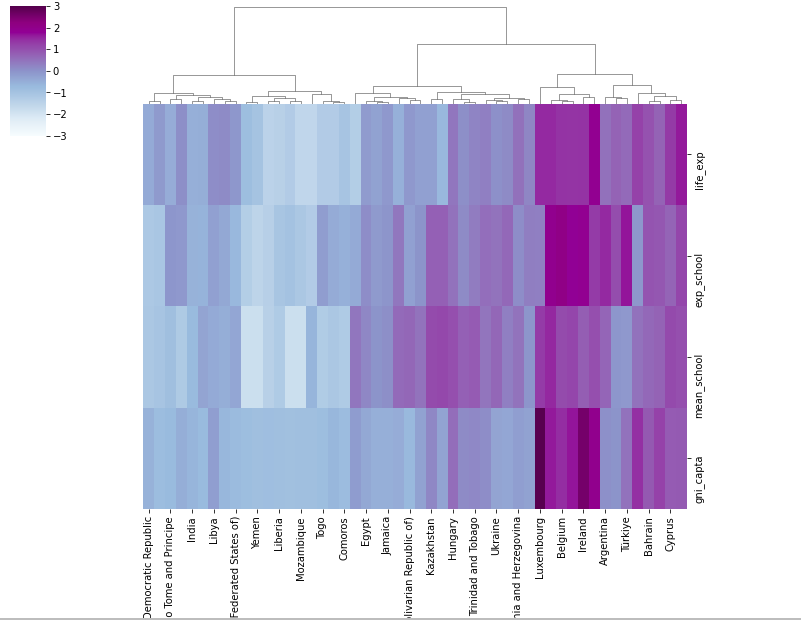 3
2
1
0
−1
−2
−3
life_exp
exp_school
mean_school
gni_capta
Democratic Republic
o Tome and Principe
India
Libya
Federated States of)
Yemen
Liberia
Mozambique
Togo
Comoros
Egypt
Jamaica
livarian Republic of)
Kazakhstan
Hungary
Trinidad and Tobago
Ukraine
nia and Herzegovina
Luxembourg
Belgium
Ireland
Argentina
Türkiye
Bahrain
Cyprus